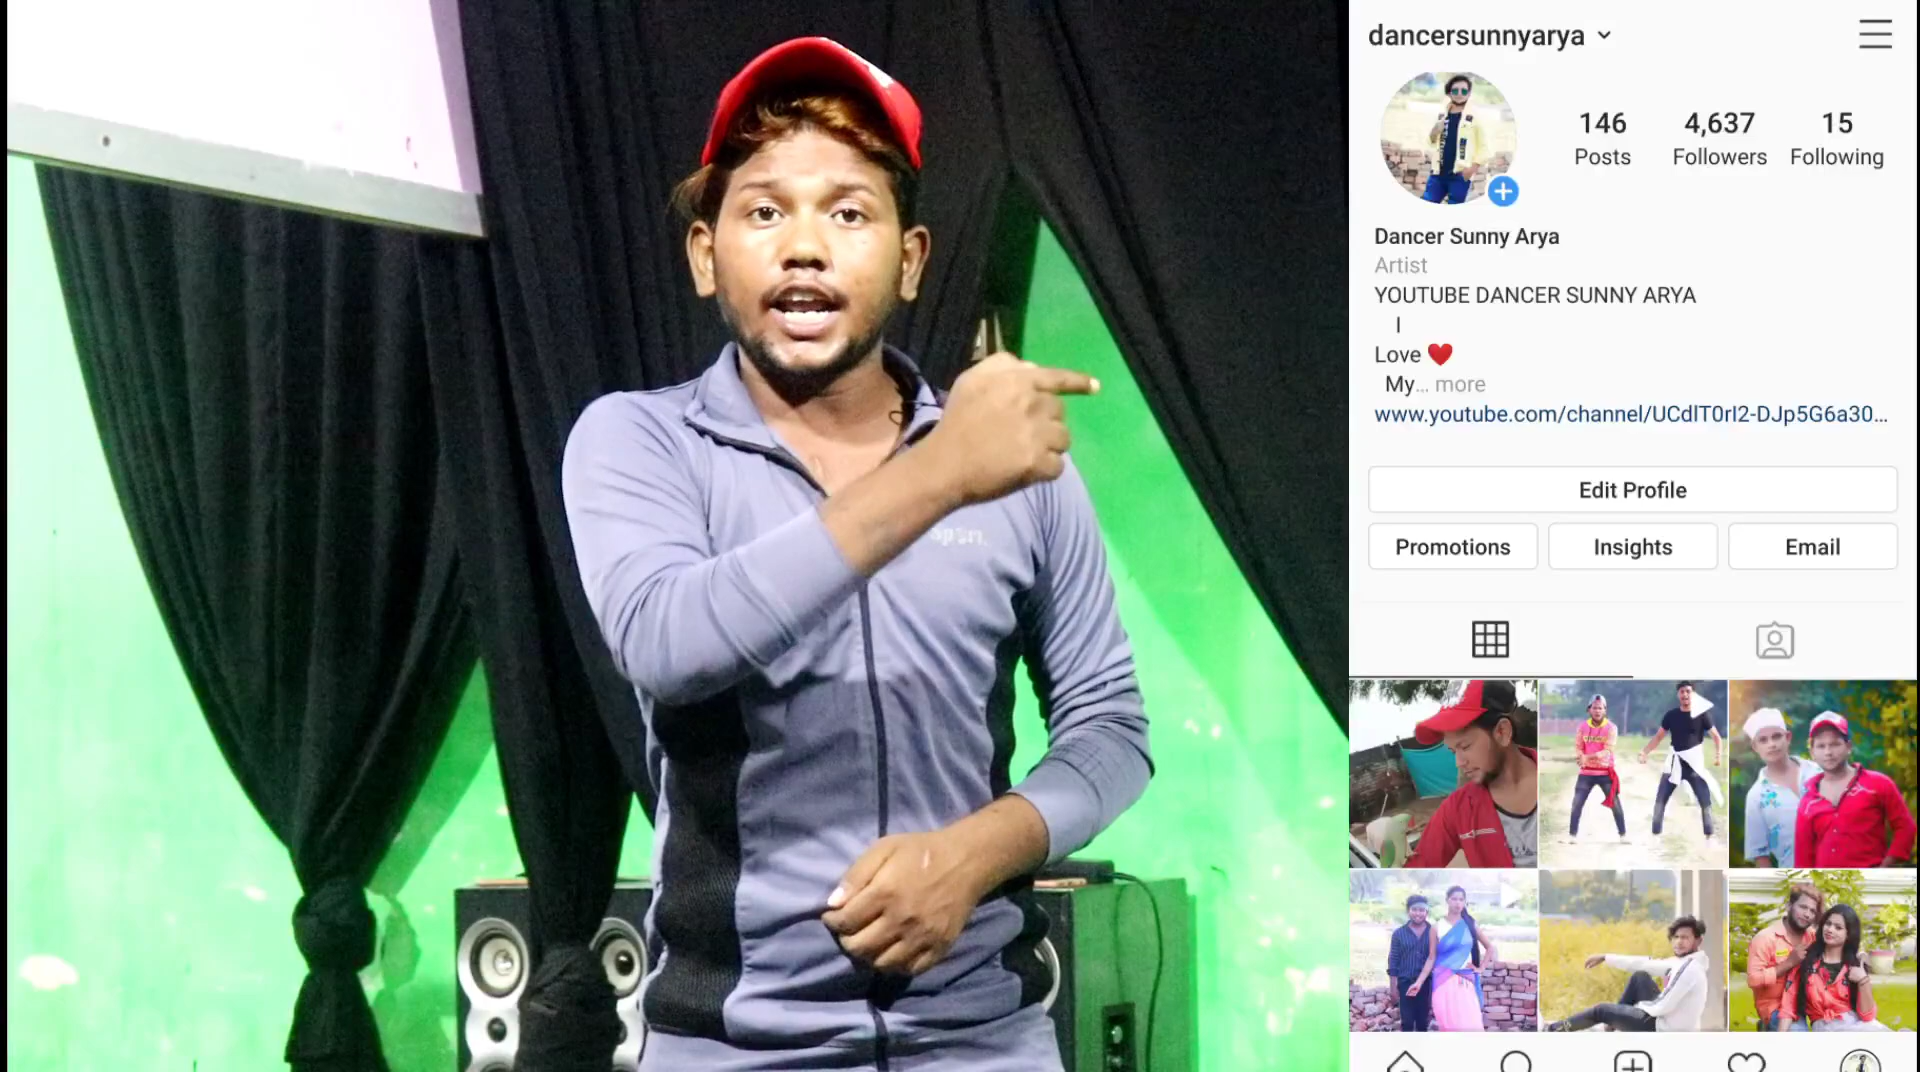 dancersunnyarya
146 Posts
4,637 Followers
15 Following
Dancer Sunny Arya
Artist
YOUTUBE DANCER SUNNY ARYA
I
Love ❤️
My... more
www.youtube.com/channel/UCdlT0rI2-DJp5G6a30...
Edit Profile
Promotions
Insights
Email